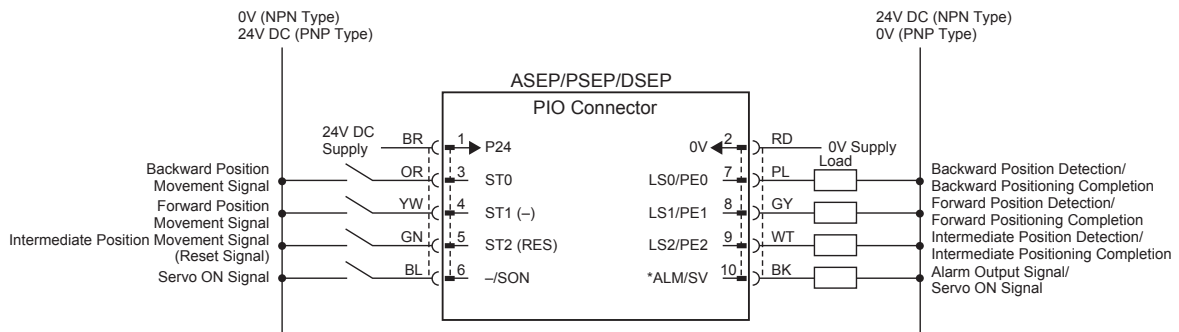 0V (NPN Type)
24V DC (PNP Type)
24V DC (NPN Type)
0V (PNP Type)
ASEP/PSEP/DSEP
PIO Connector
24V DC
Supply
BR
1
P24
0V
2
RD
0V Supply
Load
Backward Position
Movement Signal
OR
3
ST0
LS0/PE0
7
PL
Backward Position Detection/
Backward Positioning Completion
Forward Position
Movement Signal
YW
4
ST1 (–)
LS1/PE1
8
GY
Forward Position Detection/
Forward Positioning Completion
Intermediate Position Movement Signal
(Reset Signal)
GN
5
ST2 (RES)
LS2/PE2
9
WT
Intermediate Position Detection/
Intermediate Positioning Completion
Servo ON Signal
BL
6
–/SON
*ALM/SV
10
BK
Alarm Output Signal/
Servo ON Signal